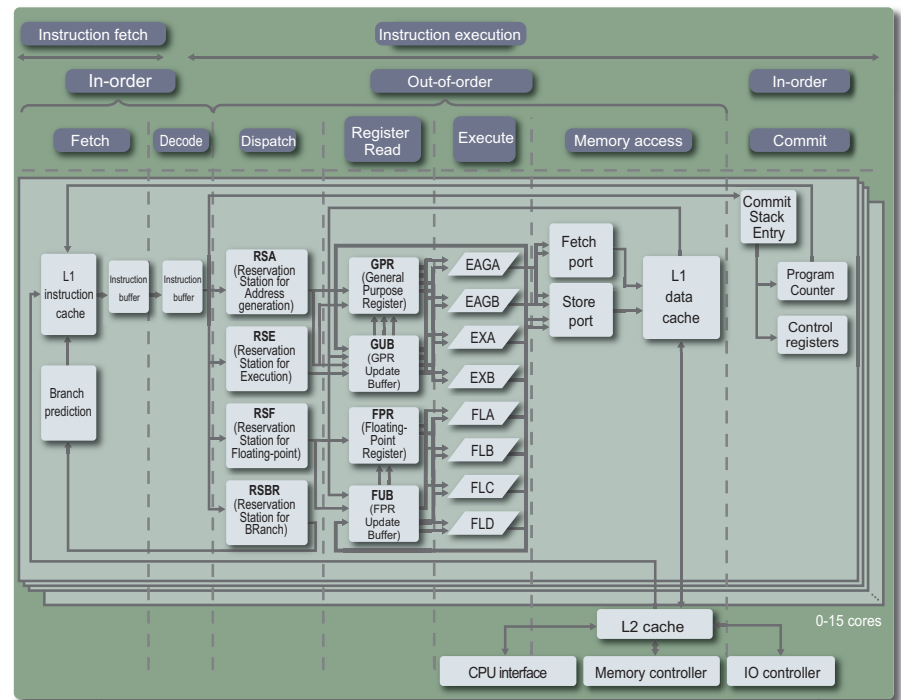 Instruction fetch
Instruction execution
In-order
Out-of-order
In-order
Fetch
Decode
Dispatch
Register
Read
Execute
Memory access
Commit
L1
instruction
cache
Branch
prediction
Instruction
buffer
Instruction
buffer
RSA
(Reservation
Station for
Address
generation)
RSE
(Reservation
Station for
Execution)
RSF
(Reservation
Station for
Floating-point)
RSBR
(Reservation
Station for
BRanch)
GPR
(General
Purpose
Register)
GUB
(GPR
Update
Buffer)
FPR
(Floating-
Point
Register)
FUB
(FPR
Update
Buffer)
EAGA
EAGB
EXA
EXB
FLA
FLB
FLC
FLD
Fetch
port
Store
port
L1
data
cache
Commit
Stack
Entry
Program
Counter
Control
registers
0-15 cores
L2 cache
CPU interface
Memory controller
IO controller